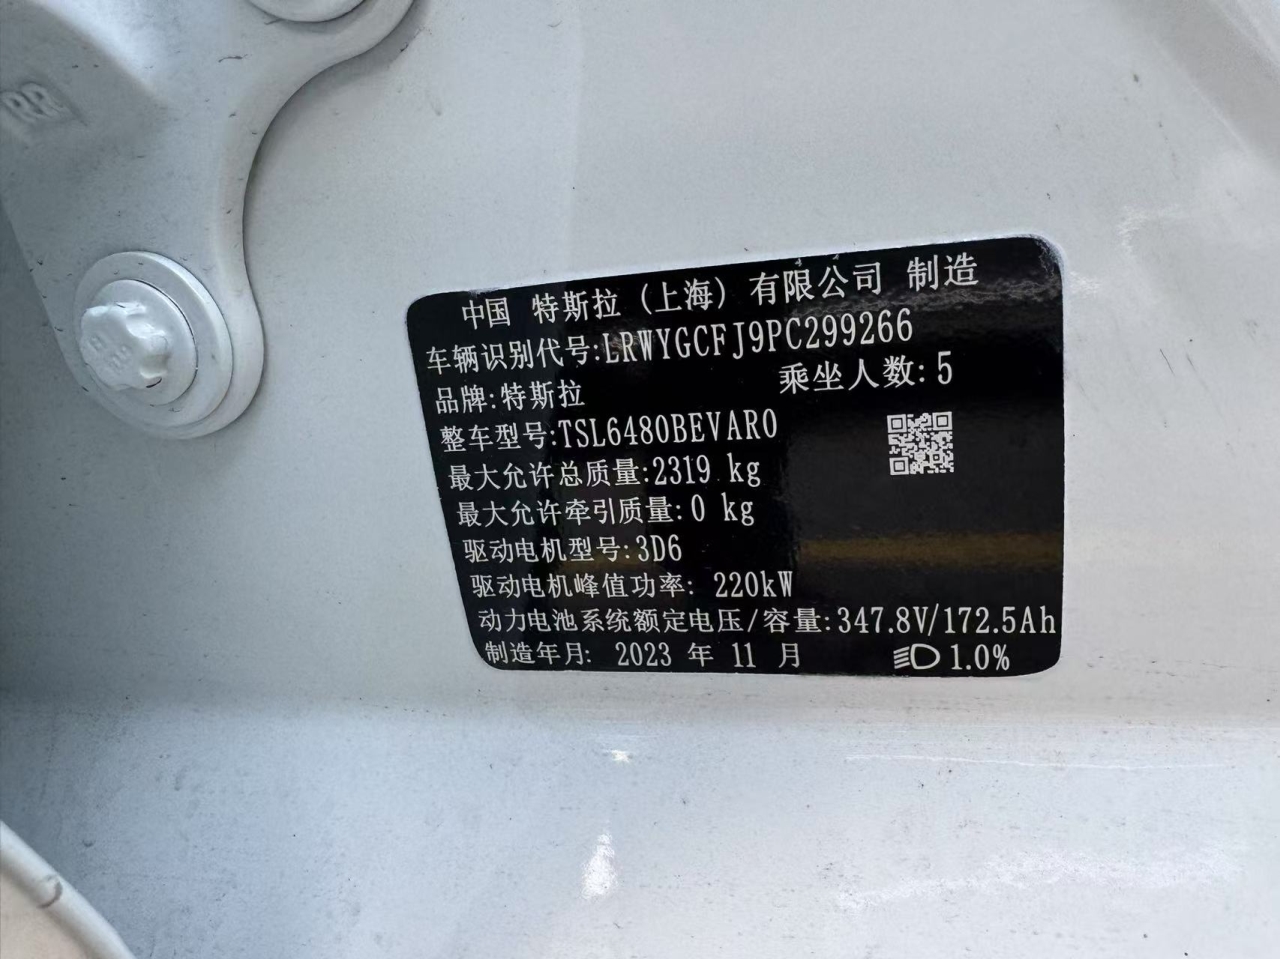 RR
中国 特斯拉(上海)有限公司 制造
车辆识别代号:LRWYGCFJ9PC299266
品牌:特斯拉 乘坐人数:5
整车型号:TSL6480BEVAR0
最大允许总质量:2319 kg
最大允许牵引质量:0 kg
驱动电机型号:3D6
驱动电机峰值功率: 220kW
动力电池系统额定电压/容量:347.8V/172.5Ah
制造年月: 2023 年 11 月 1.0%